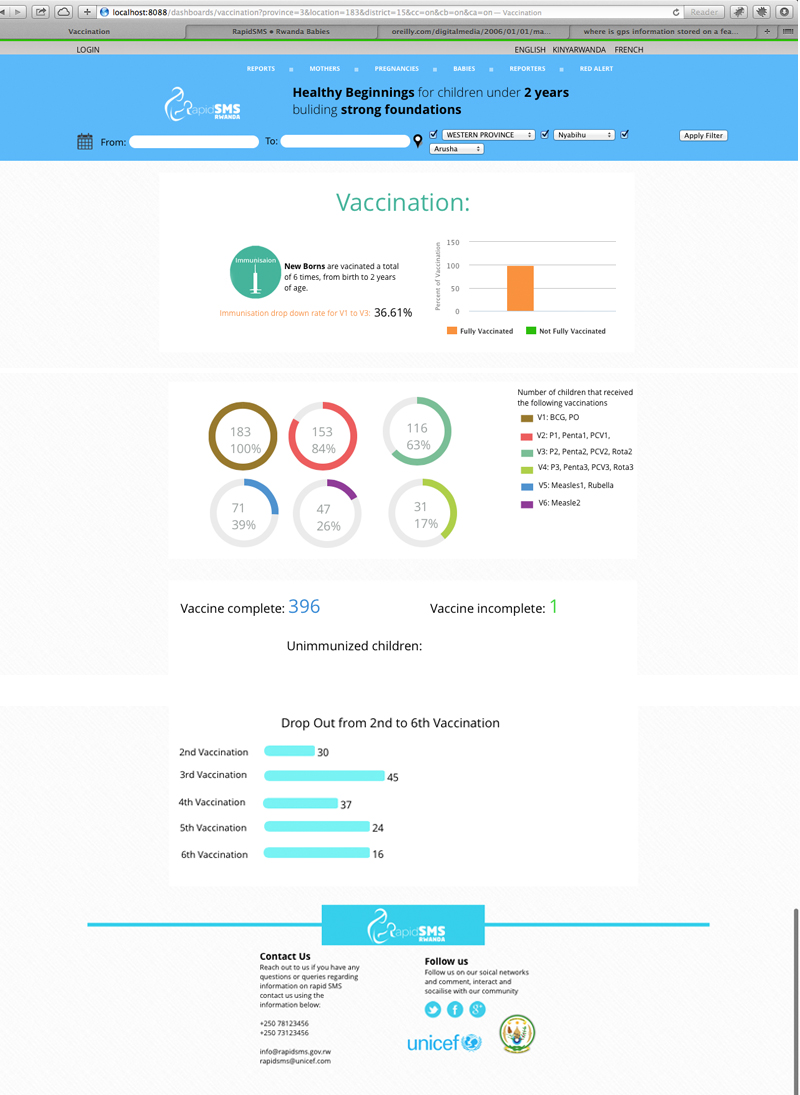 localhost:8088/dashboards/vaccination?province=3&location=183&district=15&cc=on&cb=on&ca=on — Vaccination
Reader
Vaccination
RapidSMS ● Rwanda Babies
oreilly.com/digitalmedia/2006/01/01/ma...
where is gps information stored on a fea...
LOGIN
ENGLISH KINYARWANDA FRENCH
REPORTS MOTHERS PREGNANCIES BABIES REPORTERS RED ALERT
RapidSMS
RWANDA
Healthy Beginnings for children under 2 years
buliding strong foundations
From: To: WESTERN PROVINCE Nyabihu Apply Filter
Arusha
Vaccination:
Immunisaion
New Borns are vacinated a total
of 6 times, from birth to 2 years
of age.
Immunisation drop down rate for V1 to V3: 36.61%
Percent of Vaccmation
150
100
50
0
Fully Vaccinated Not Fully Vaccinated
183
100%
153
84%
116
63%
71
39%
47
26%
31
17%
Number of children that received
the following vaccinations
V1: BCG, PO
V2: P1, Penta1, PCV1,
V3: P2, Penta2, PCV2, Rota2
V4: P3, Penta3, PCV3, Rota3
V5: Measles1, Rubella
V6: Measle2
Vaccine complete: 396
Vaccine incomplete: 1
Unimmunized children:
Drop Out from 2nd to 6th Vaccination
2nd Vaccination 30
3rd Vaccination 45
4th Vaccination 37
5th Vaccination 24
6th Vaccination 16
RapidSMS
RWANDA
Contact Us
Reach out to us if you have any
questions or queries regarding
information on rapid SMS
contact us using the
information below:
+250 78123456
+250 73123456
info@rapidsms.gov.rw
rapidsms@unicef.com
Follow us
Follow us on our soical networks
and comment, interact and
socailise with our community
unicef